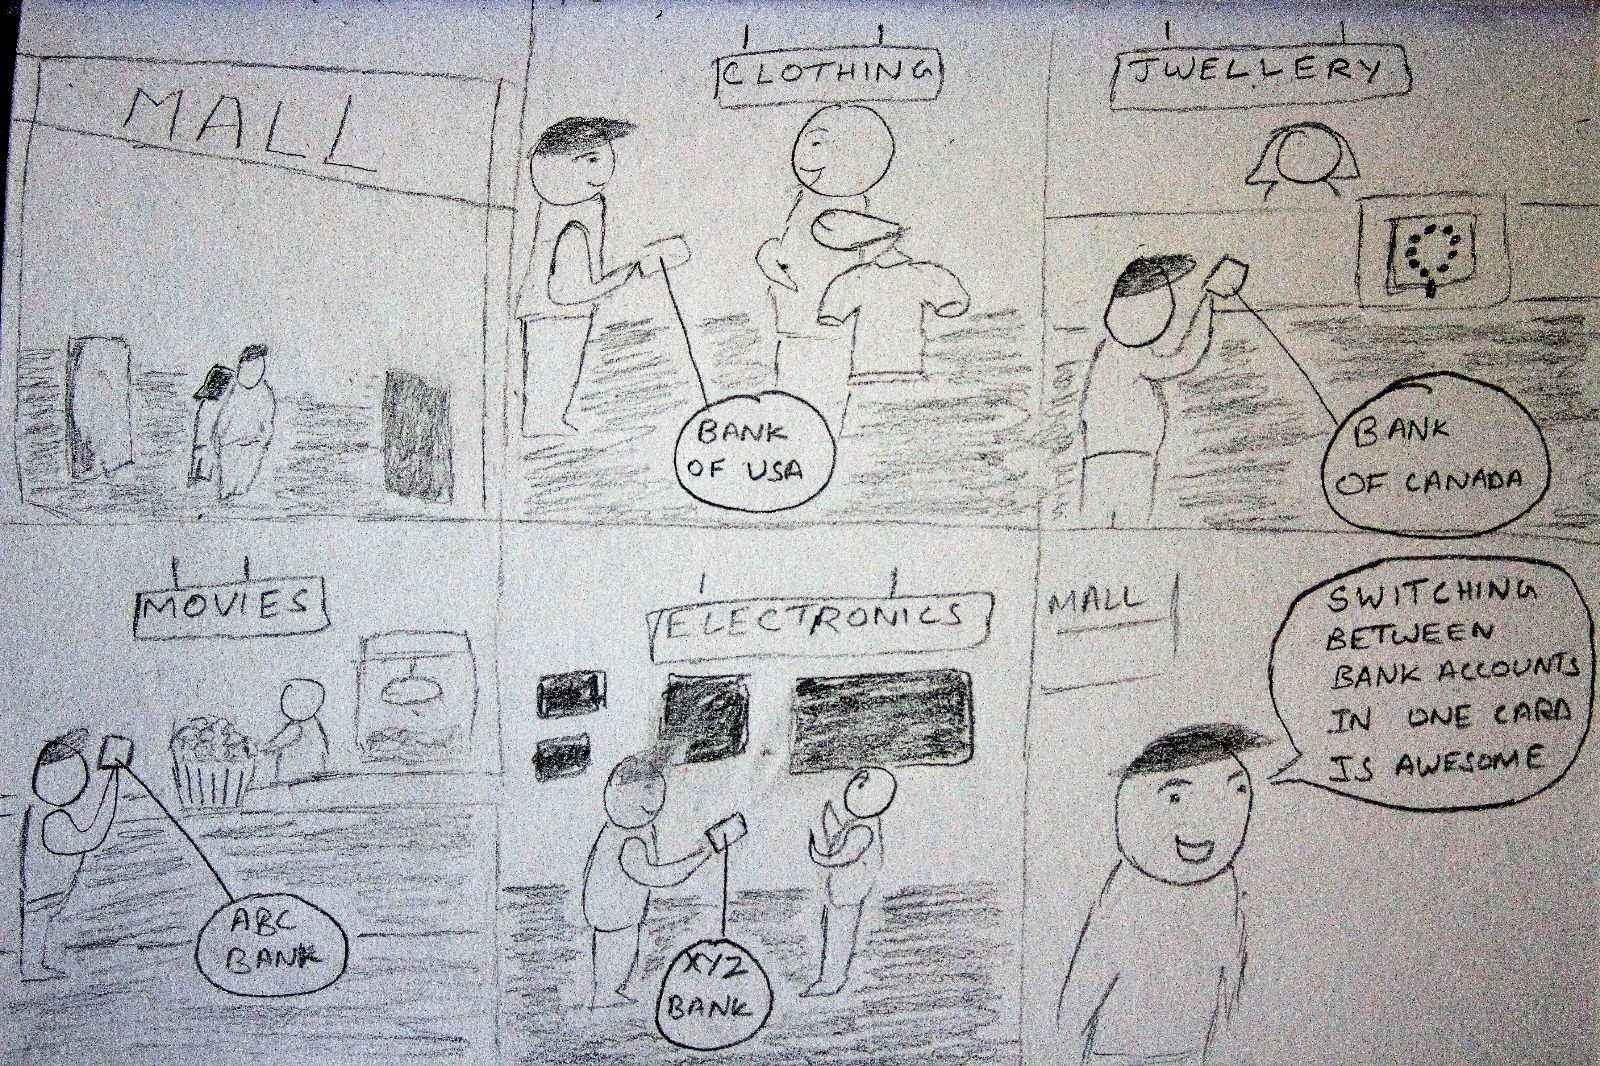 MALL
CLOTHING
BANK
OF USA
JWELLERY
BANK
OF CANADA
MOVIES
ABC
BANK
ELECTRONICS
XYZ
BANK
MALL
SWITCHING
BETWEEN
BANK ACCOUNTS
IN ONE CARD
IS AWESOME